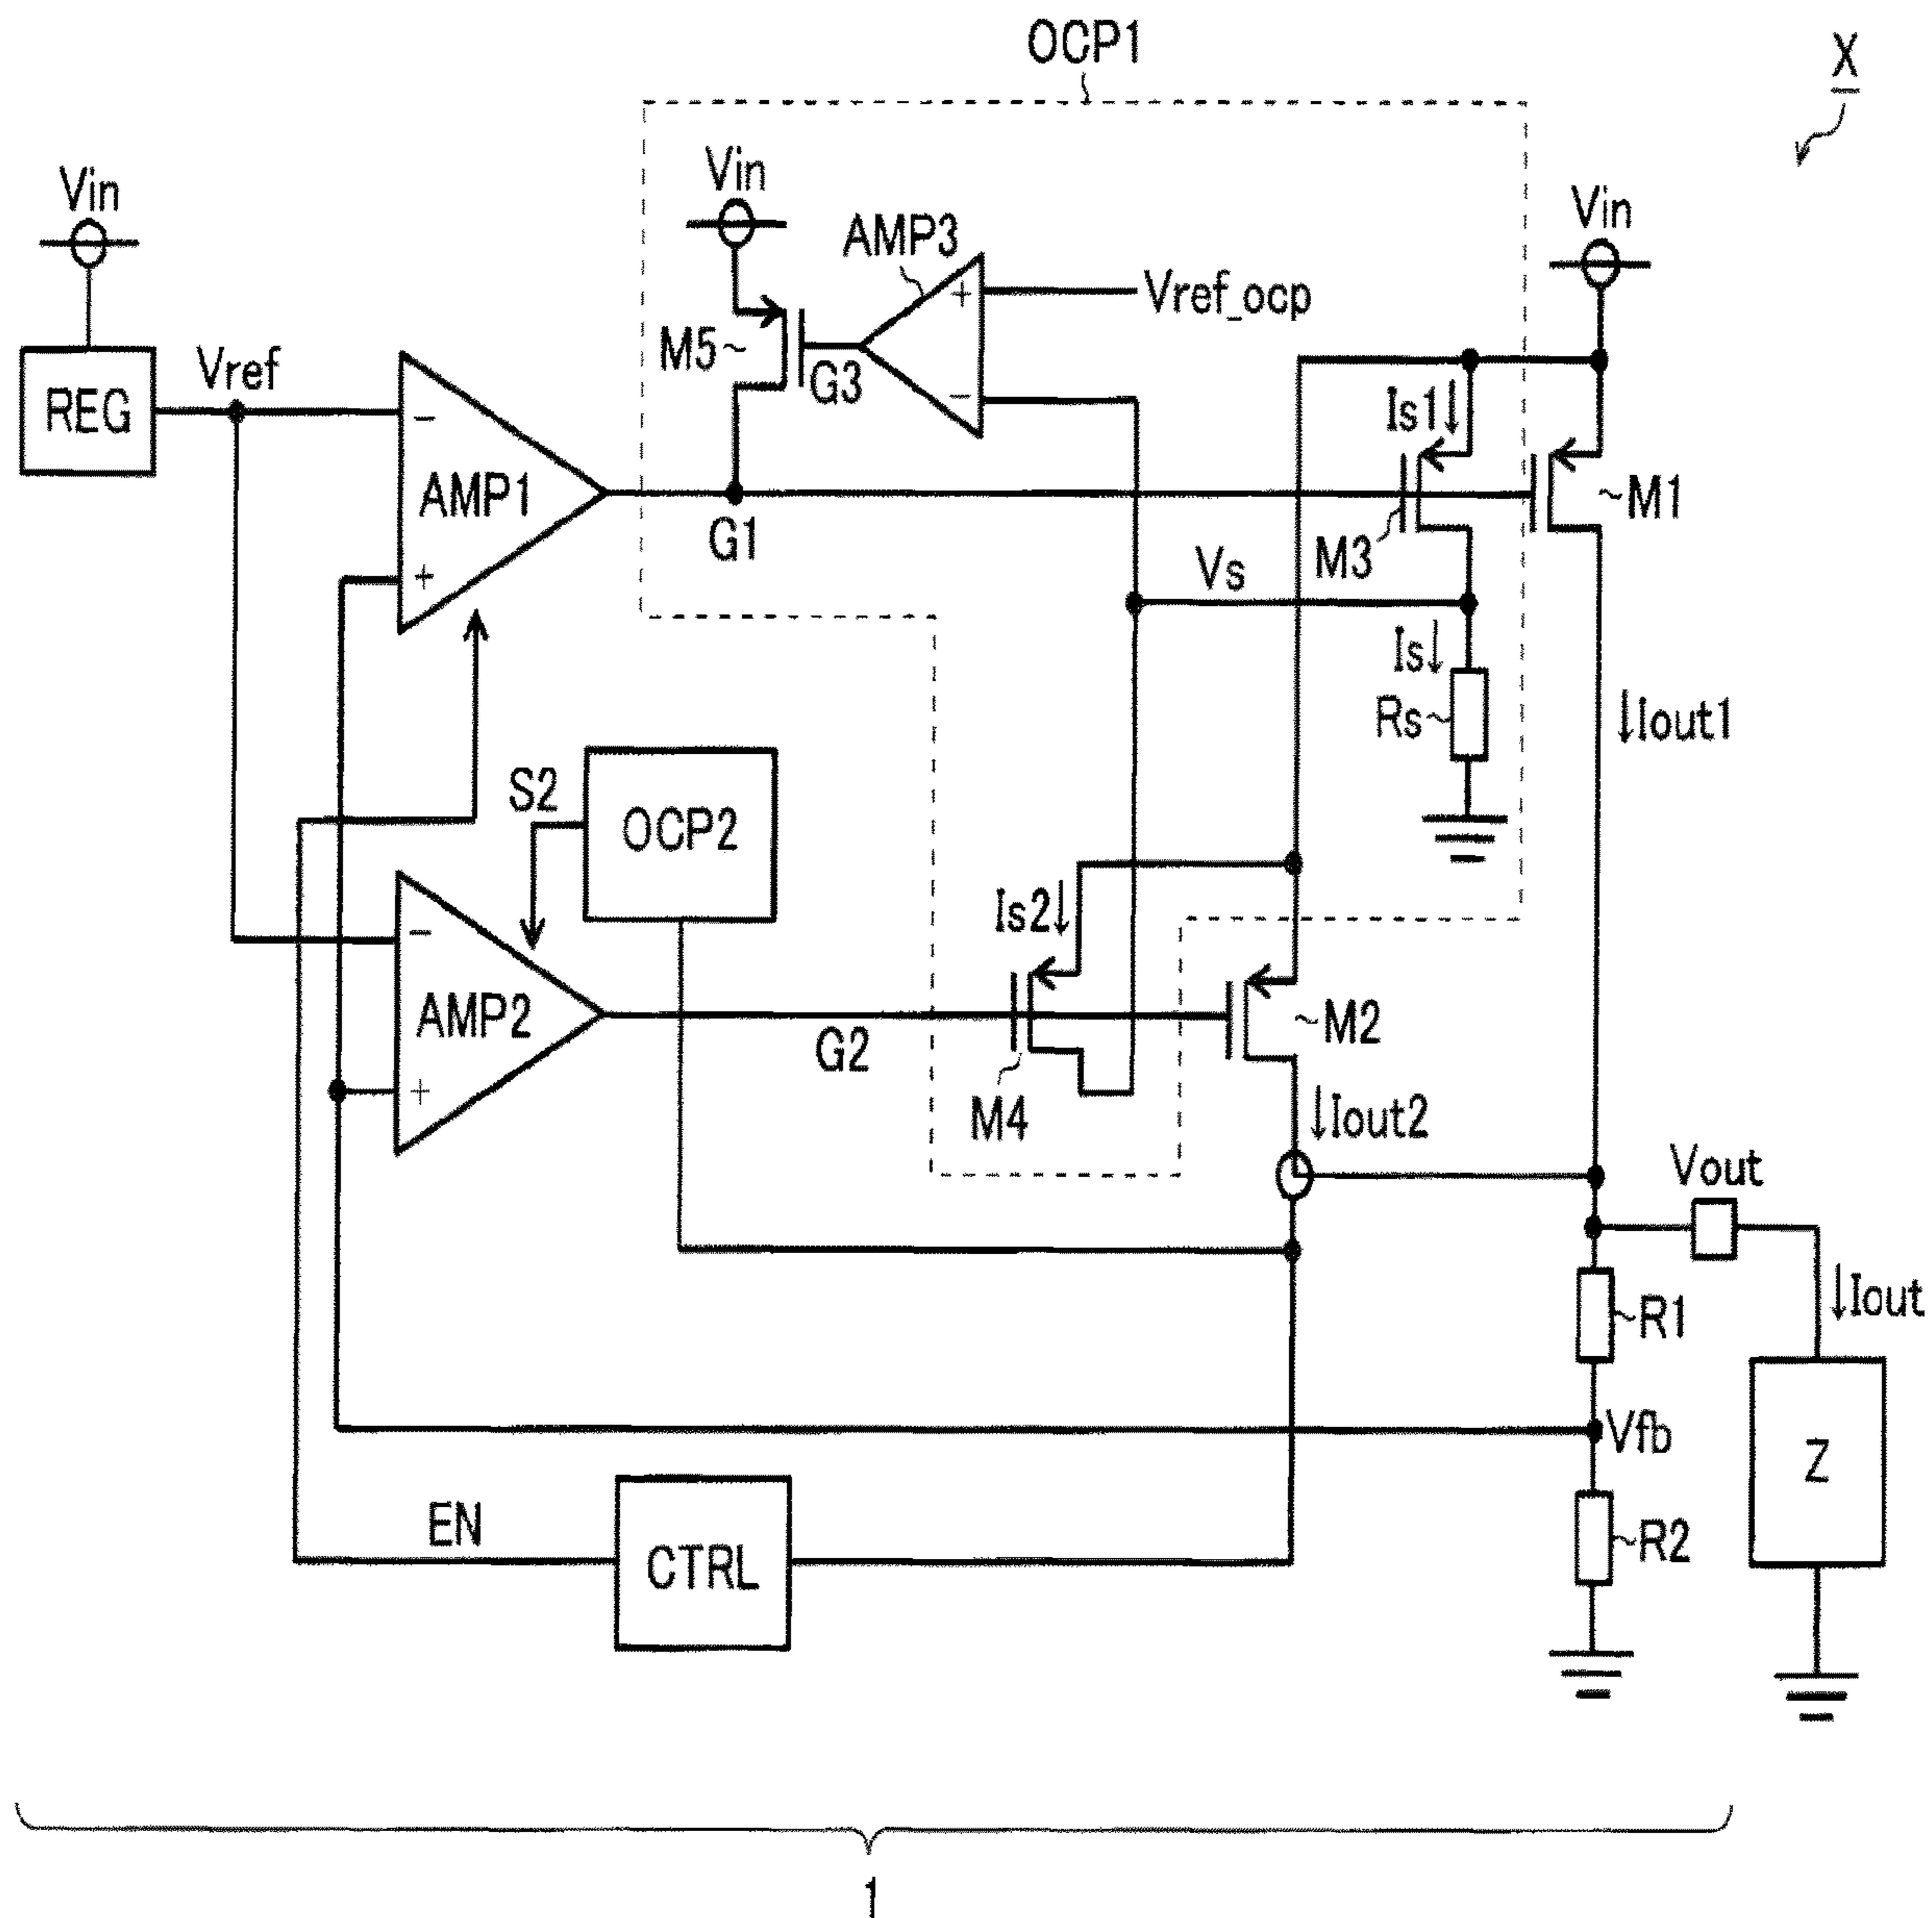 OCP1
X
Vin
Vin
Vin
AMP3
+
Vref_ocp
M5
G3
Vref
REG
−
−
Is1
AMP1
M1
G1
M3
Vs
+
Is
Rs
Iout1
S2
OCP2
Is2
−
AMP2
M2
G2
+
M4
Iout2
Vout
R1
Iout
Vfb
Z
EN
CTRL
R2
1